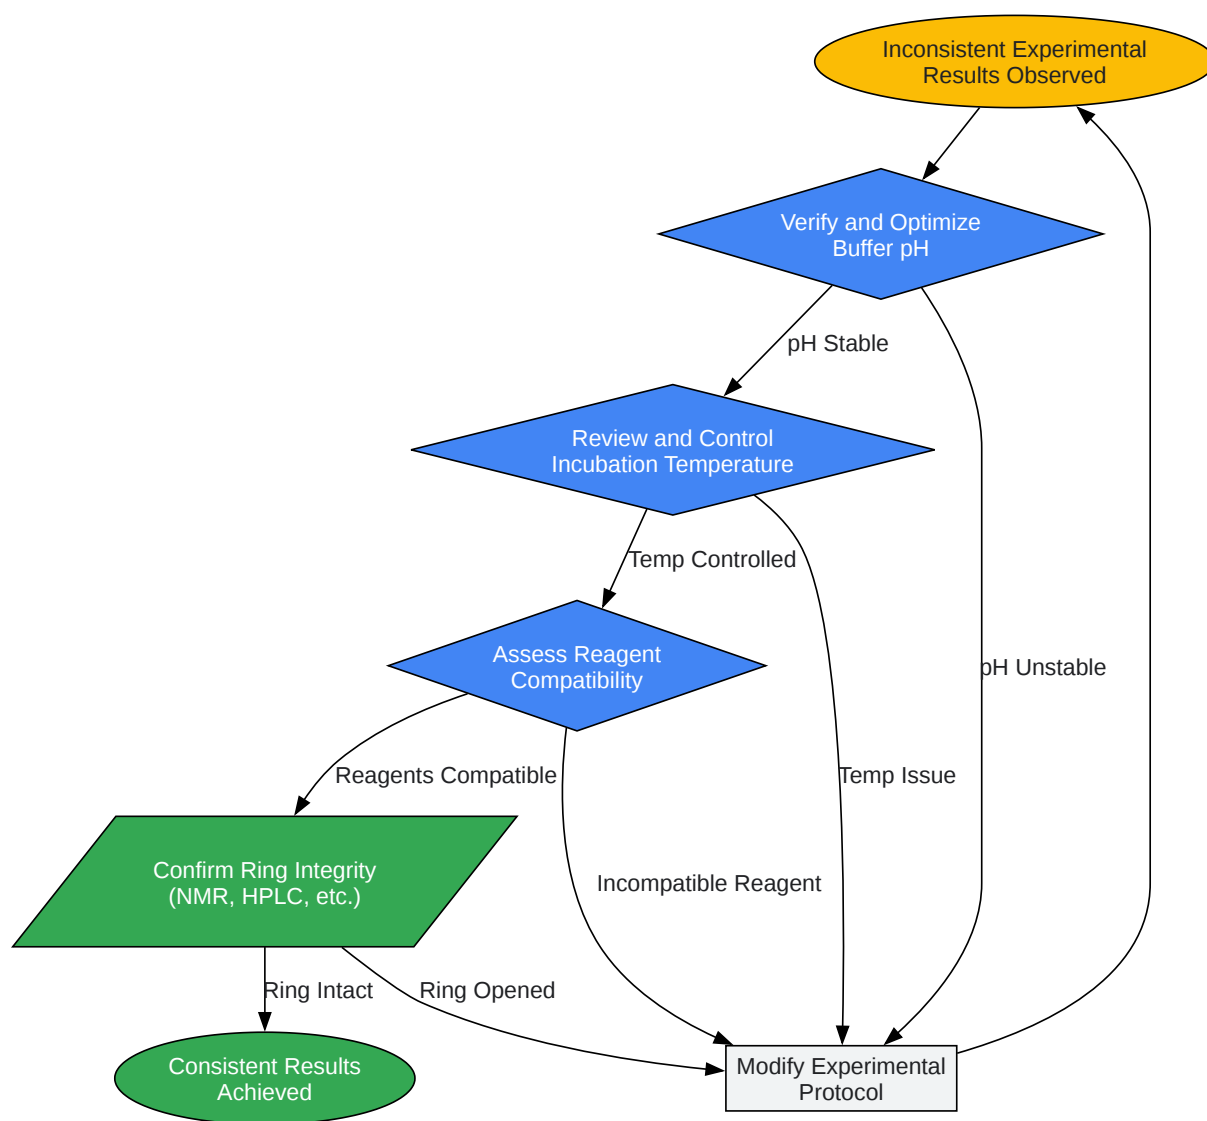 Inconsistent Experimental
Results Observed
Verify and Optimize
Buffer pH
pH Stable
Review and Control
Incubation Temperature
Temp Controlled
Assess Reagent
Compatibility
pH Unstable
Reagents Compatible
Temp Issue
Confirm Ring Integrity
(NMR, HPLC, etc.)
Incompatible Reagent
Ring Intact
Ring Opened
Consistent Results
Achieved
Modify Experimental
Protocol